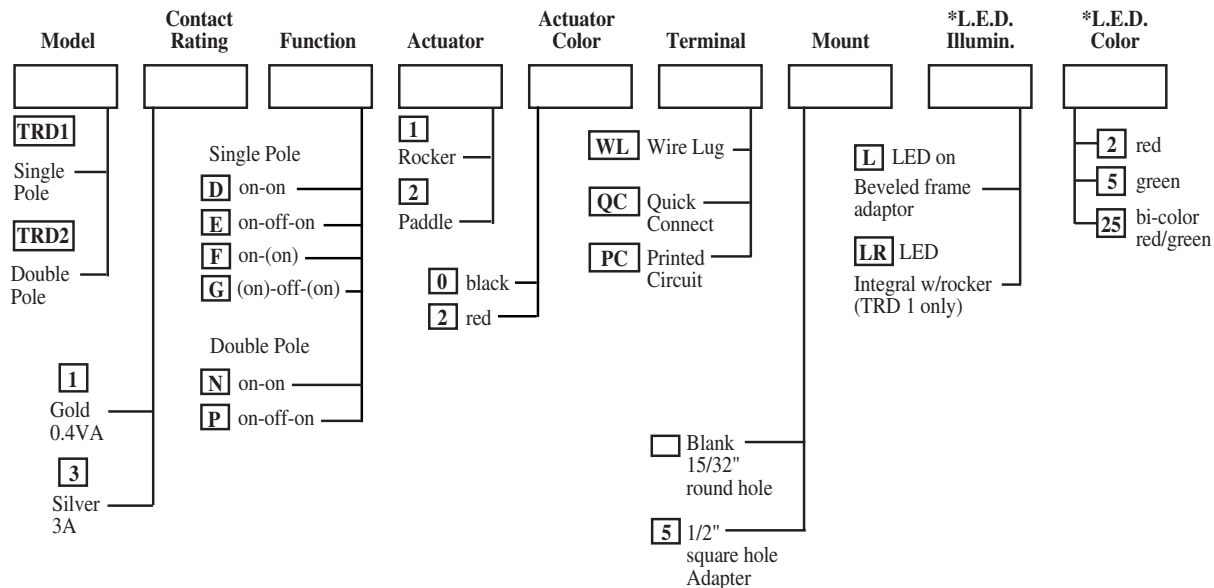 Model
Contact
Rating
Function
Actuator
Actuator
Color
Terminal
Mount
*L.E.D.
Illumin.
*L.E.D.
Color
TRD1
Single
Pole
TRD2
Double
Pole
1
Gold
0.4VA
3
Silver
3A
Single Pole
D on-on
E on-off-on
F on-(on)
G (on)-off-(on)
Double Pole
N on-on
P on-off-on
1
Rocker
2
Paddle
0 black
2 red
WL Wire Lug
QC Quick
Connect
PC Printed
Circuit
Blank
15/32"
round hole
5 1/2"
square hole
Adapter
L LED on
Beveled frame
adaptor
LR LED
Integral w/rocker
(TRD 1 only)
2 red
5 green
25 bi-color
red/green